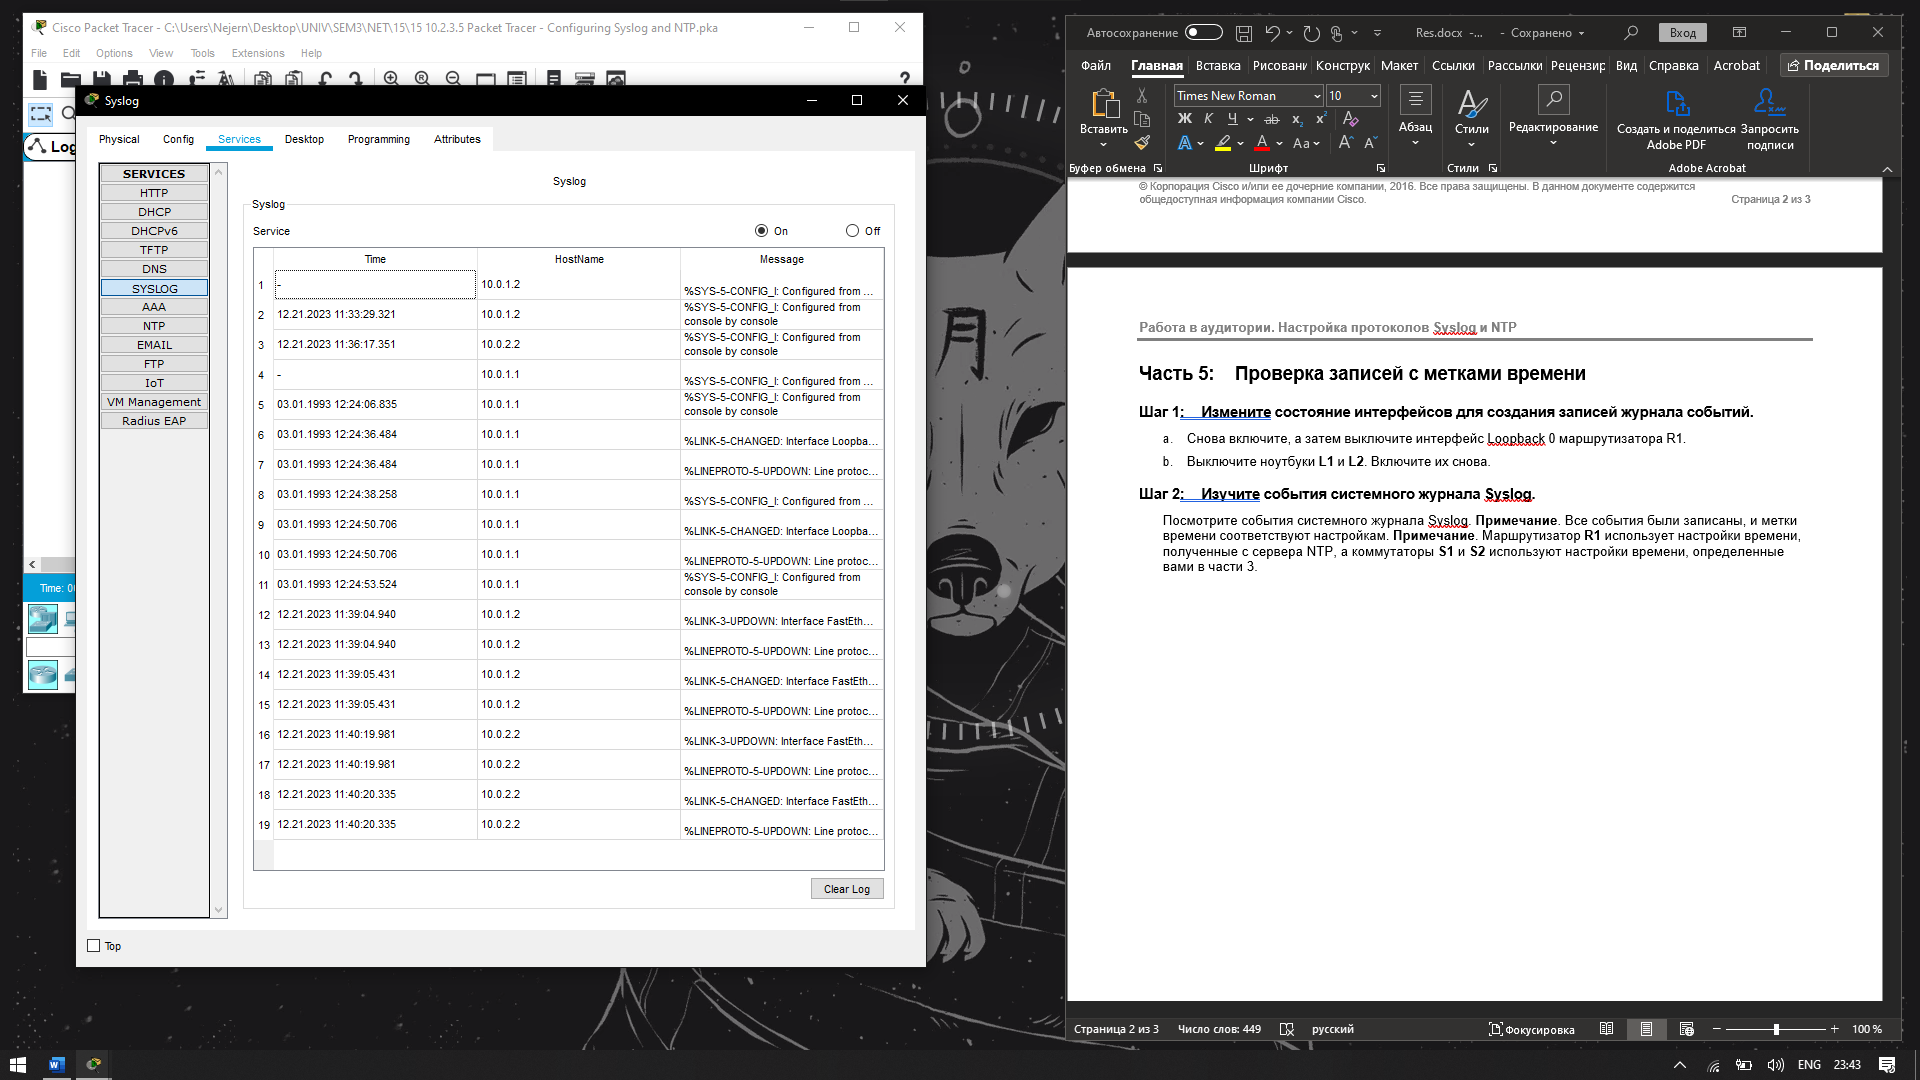 Cisco Packet Tracer - C:\Users\Nejern\Desktop\UNIV\SEM3\NET\15\15 10.2.3.5 Packet Tracer - Configuring Syslog and NTP.pka
File Edit Options View Tools Extensions Help
Syslog
Physical Config Services Desktop Programming Attributes
SERVICES
HTTP
DHCP
DHCPv6
TFTP
DNS
SYSLOG
AAA
NTP
EMAIL
FTP
IoT
VM Management
Radius EAP
Syslog
Syslog
Service On Off
Time HostName Message
1 - 10.0.1.2 %SYS-5-CONFIG_I: Configured from ...
2 12.21.2023 11:33:29.321 10.0.1.2 %SYS-5-CONFIG_I: Configured from
console by console
3 12.21.2023 11:36:17.351 10.0.2.2 %SYS-5-CONFIG_I: Configured from
console by console
4 - 10.0.1.1 %SYS-5-CONFIG_I: Configured from ...
5 03.01.1993 12:24:06.835 10.0.1.1 %SYS-5-CONFIG_I: Configured from
console by console
6 03.01.1993 12:24:36.484 10.0.1.1 %LINK-5-CHANGED: Interface Loopba...
7 03.01.1993 12:24:36.484 10.0.1.1 %LINEPROTO-5-UPDOWN: Line protoc...
8 03.01.1993 12:24:38.258 10.0.1.1 %SYS-5-CONFIG_I: Configured from ...
9 03.01.1993 12:24:50.706 10.0.1.1 %LINK-5-CHANGED: Interface Loopba...
10 03.01.1993 12:24:50.706 10.0.1.1 %LINEPROTO-5-UPDOWN: Line protoc...
11 03.01.1993 12:24:53.524 10.0.1.1 %SYS-5-CONFIG_I: Configured from
console by console
12 12.21.2023 11:39:04.940 10.0.1.2 %LINK-3-UPDOWN: Interface FastEth...
13 12.21.2023 11:39:04.940 10.0.1.2 %LINEPROTO-5-UPDOWN: Line protoc...
14 12.21.2023 11:39:05.431 10.0.1.2 %LINK-5-CHANGED: Interface FastEth...
15 12.21.2023 11:39:05.431 10.0.1.2 %LINEPROTO-5-UPDOWN: Line protoc...
16 12.21.2023 11:40:19.981 10.0.2.2 %LINK-3-UPDOWN: Interface FastEth...
17 12.21.2023 11:40:19.981 10.0.2.2 %LINEPROTO-5-UPDOWN: Line protoc...
18 12.21.2023 11:40:20.335 10.0.2.2 %LINK-5-CHANGED: Interface FastEth...
19 12.21.2023 11:40:20.335 10.0.2.2 %LINEPROTO-5-UPDOWN: Line protoc...
Clear Log
Top
Log
Time: 0
月
Автосохранение Res.docx -... - Сохранено Вход
Файл Главная Вставка Рисовани Конструк Макет Ссылки Рассылки Рецензир Вид Справка Acrobat Поделиться
Вставить
Буфер обмена
Times New Roman 10
Ж К Ч ab x₂ x²
A A Aa A A
Шрифт
Абзац
Стили
Стили
Редактирование
Создать и поделиться
Adobe PDF
Запросить
подписи
Adobe Acrobat
© Корпорация Cisco и/или ее дочерние компании, 2016. Все права защищены. В данном документе содержится
общедоступная информация компании Cisco. Страница 2 из 3
Работа в аудитории. Настройка протоколов Syslog и NTP
Часть 5: Проверка записей с метками времени
Шаг 1: Измените состояние интерфейсов для создания записей журнала событий.
a. Снова включите, а затем выключите интерфейс Loopback 0 маршрутизатора R1.
b. Выключите ноутбуки L1 и L2. Включите их снова.
Шаг 2: Изучите события системного журнала Syslog.
Посмотрите события системного журнала Syslog. Примечание. Все события были записаны, и метки
времени соответствуют настройкам. Примечание. Маршрутизатор R1 использует настройки времени,
полученные с сервера NTP, а коммутаторы S1 и S2 используют настройки времени, определенные
вами в части 3.
Страница 2 из 3 Число слов: 449 русский Фокусировка 100 %
ENG 23:43